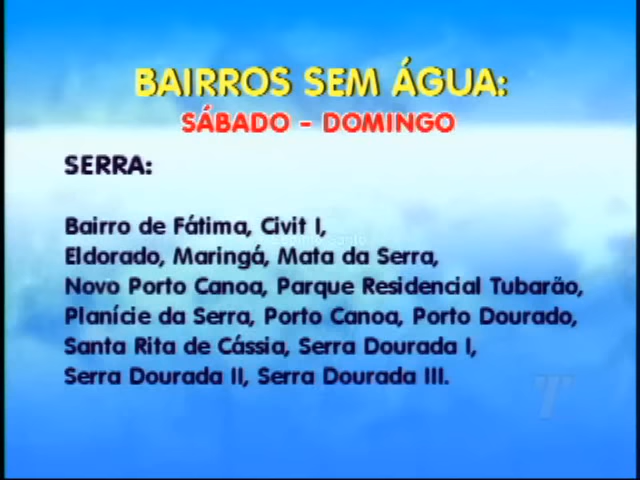 BAIRROS SEM ÁGUA:
SÁBADO - DOMINGO
SERRA:
Bairro de Fátima, Civit I,
Eldorado, Maringá, Mata da Serra,
Novo Porto Canoa, Parque Residencial Tubarão,
Planície da Serra, Porto Canoa, Porto Dourado,
Santa Rita de Cássia, Serra Dourada I,
Serra Dourada II, Serra Dourada III.